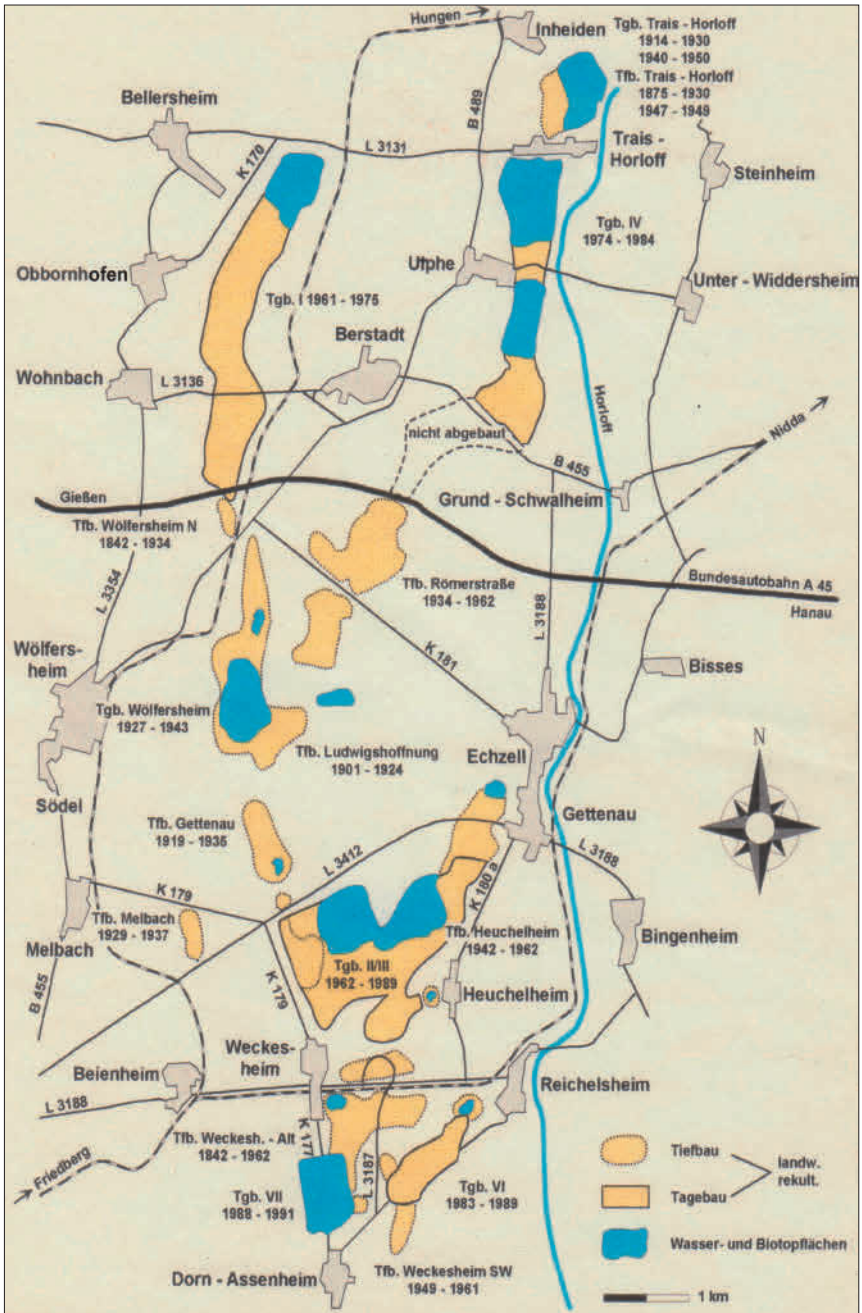 Hungen
Inheiden
Tgb. Trais - Horloff
1914 - 1930
1940 - 1950
Tfb. Trais - Horloff
1875 - 1930
1947 - 1949
Bellersheim
B 489
K 170
L 3131
Trais -
Horloff
Steinheim
Tgb. IV
1974 - 1984
Obbornhofen
Utphe
Unter - Widdersheim
Tgb. I 1961 - 1975
Berstadt
Wohnbach
L 3136
Horloff
Nidda
nicht abgebaut
B 455
Gießen
Grund - Schwalheim
Tfb. Wölfersheim N
1842 - 1934
L 3354
Tfb. Römerstraße
1934 - 1962
L 3188
Bundesautobahn A 45
Hanau
Wölfers-
heim
K 181
Bisses
Tgb. Wölfersheim
1927 - 1943
Tfb. Ludwigshoffnung
1901 - 1924
Echzell
N
Södel
Tfb. Gettenau
1919 - 1935
Gettenau
L 3412
L 3188
K 179
K 180 a
Tfb. Melbach
1929 - 1937
Melbach
Tfb. Heuchelheim
1942 - 1962
Bingenheim
B 455
K 179
Tgb. II/III
1962 - 1989
Heuchelheim
Weckes-
heim
Beienheim
Reichelsheim
L 3188
Tfb. Weckesh. - Alt
1842 - 1962
K 177
L 3187
Friedberg
Tgb. VII
1988 - 1991
Tgb. VI
1983 - 1989
Dorn - Assenheim
Tfb. Weckesheim SW
1949 - 1961
Tiefbau
landw.
rekult.
Tagebau
Wasser- und Biotopflächen
1 km